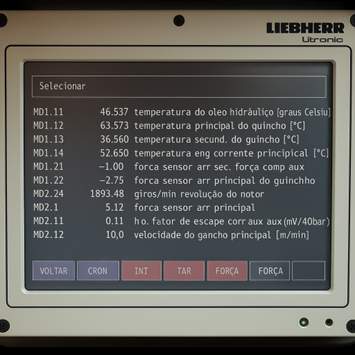 LIEBHERR
Litronic
Selecionar
MD1.11 46.537 temperatura do oleo hidráuliço [graus Celsiu]
MD1.12 63.573 temperatura principal do quincho [°C]
MD1.13 36.560 temperatura secund. do guincho [°C]
MD1.14 52.650 temperatura eng corrente principical [°C]
MD1.21 -1.00 forca sensor arr sec. força comp aux
MD1.22 -2.75 forca sensor arr principal do guinchho
MD2.24 1893.48 giros/min revolução do motor
MD2.1 5.12 forca sensor arr principal
MD2.11 0.11 h o. fator de escape corr aux aux (mV/40bar)
MD2.12 10,0 velocidade do gancho principal [m/min]
VOLTAR CRON INT TAR FORÇA FORÇA